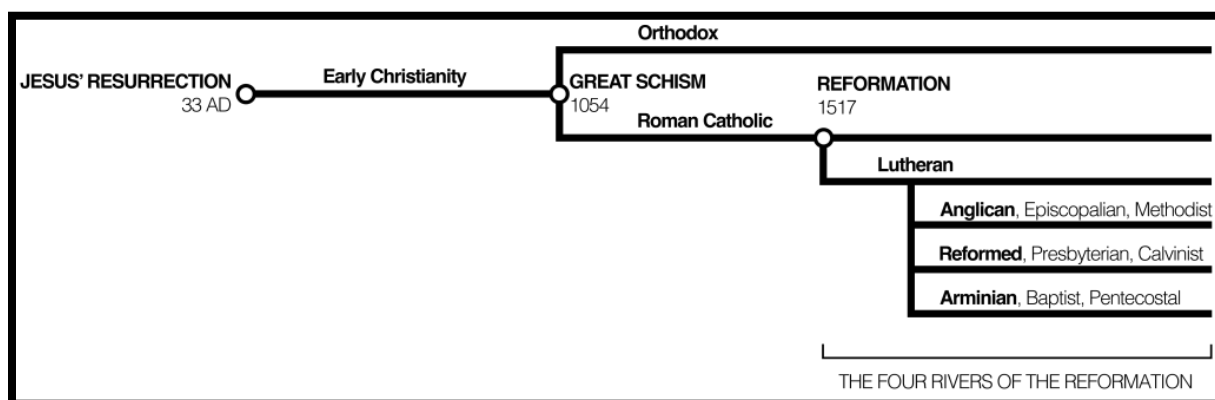 Orthodox
JESUS' RESURRECTION
33 AD
Early Christianity
GREAT SCHISM
1054
Roman Catholic
REFORMATION
1517
Lutheran
Anglican, Episcopalian, Methodist
Reformed, Presbyterian, Calvinist
Arminian, Baptist, Pentecostal
THE FOUR RIVERS OF THE REFORMATION